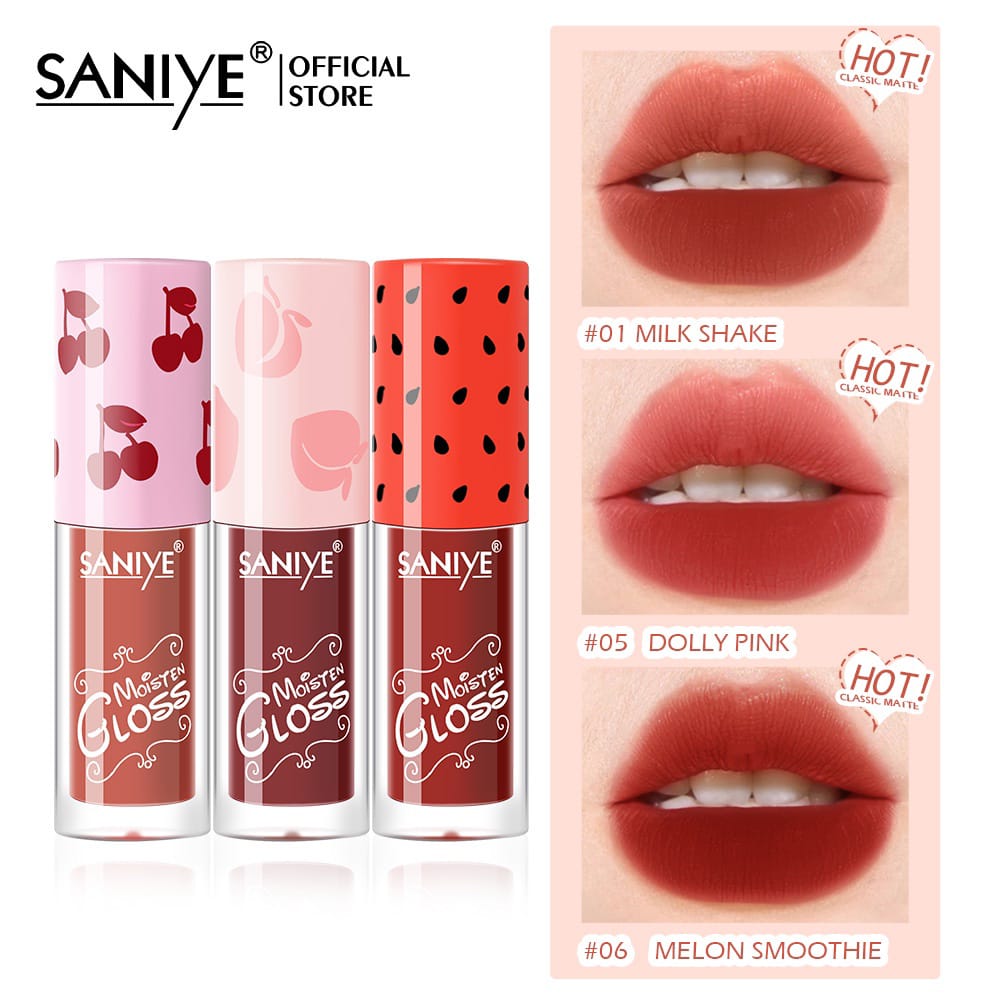 SANIYE® OFFICIAL
STORE
HOT!
CLASSIC MATTE
#01 MILK SHAKE
HOT!
CLASSIC MATTE
#05 DOLLY PINK
HOT!
CLASSIC MATTE
#06 MELON SMOOTHIE
SANIYE®
MOISTEN
GLOSS
SANIYE®
MOISTEN
GLOSS
SANIYE®
MOISTEN
GLOSS